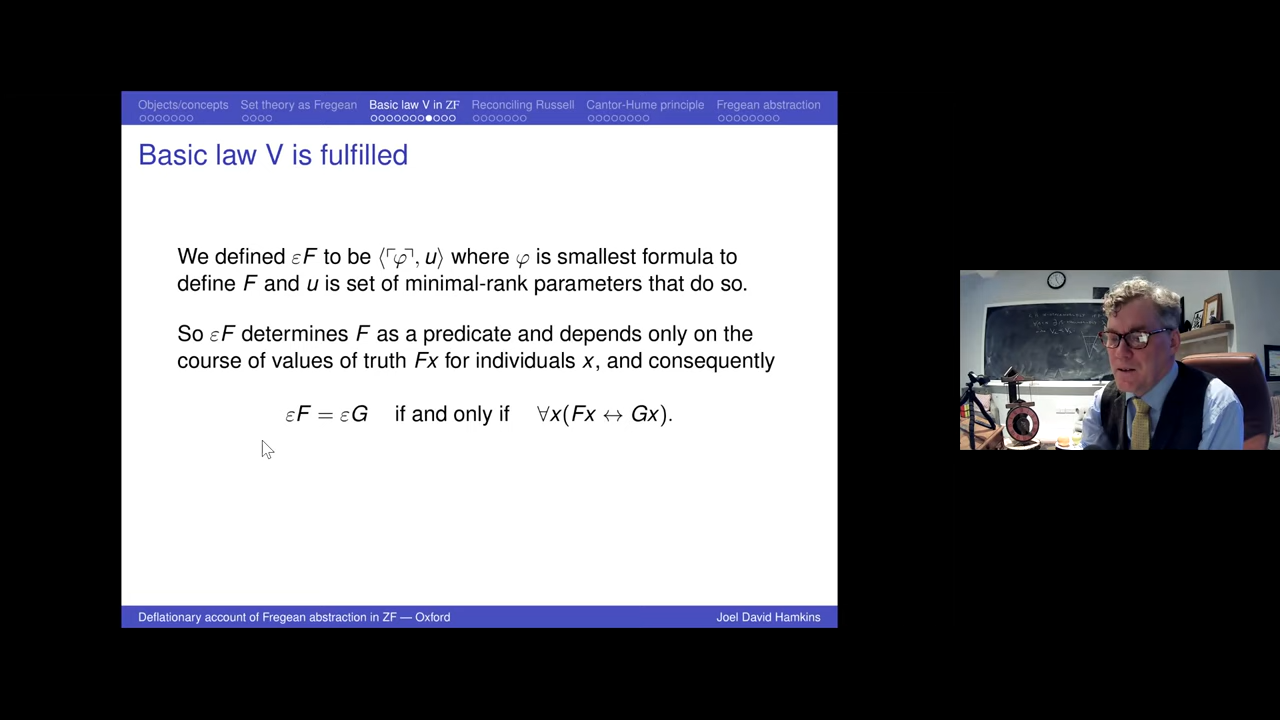 Objects/concepts Set theory as Fregean Basic law V in ZF Reconciling Russell Cantor-Hume principle Fregean abstraction
Basic law V is fulfilled
We defined εF to be ⟨⌜φ⌝, u⟩ where φ is smallest formula to
define F and u is set of minimal-rank parameters that do so.
So εF determines F as a predicate and depends only on the
course of values of truth Fx for individuals x, and consequently
εF = εG if and only if ∀x(Fx ↔ Gx).
Deflationary account of Fregean abstraction in ZF — Oxford Joel David Hamkins